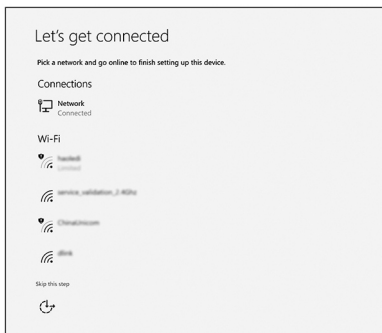 Let's get connected
Pick a network and go online to finish setting up this device.
Connections
Network
Connected
Wi-Fi
Limited
service_validation_2.4Ghz
ChinaUnicom
dlink
Skip this step